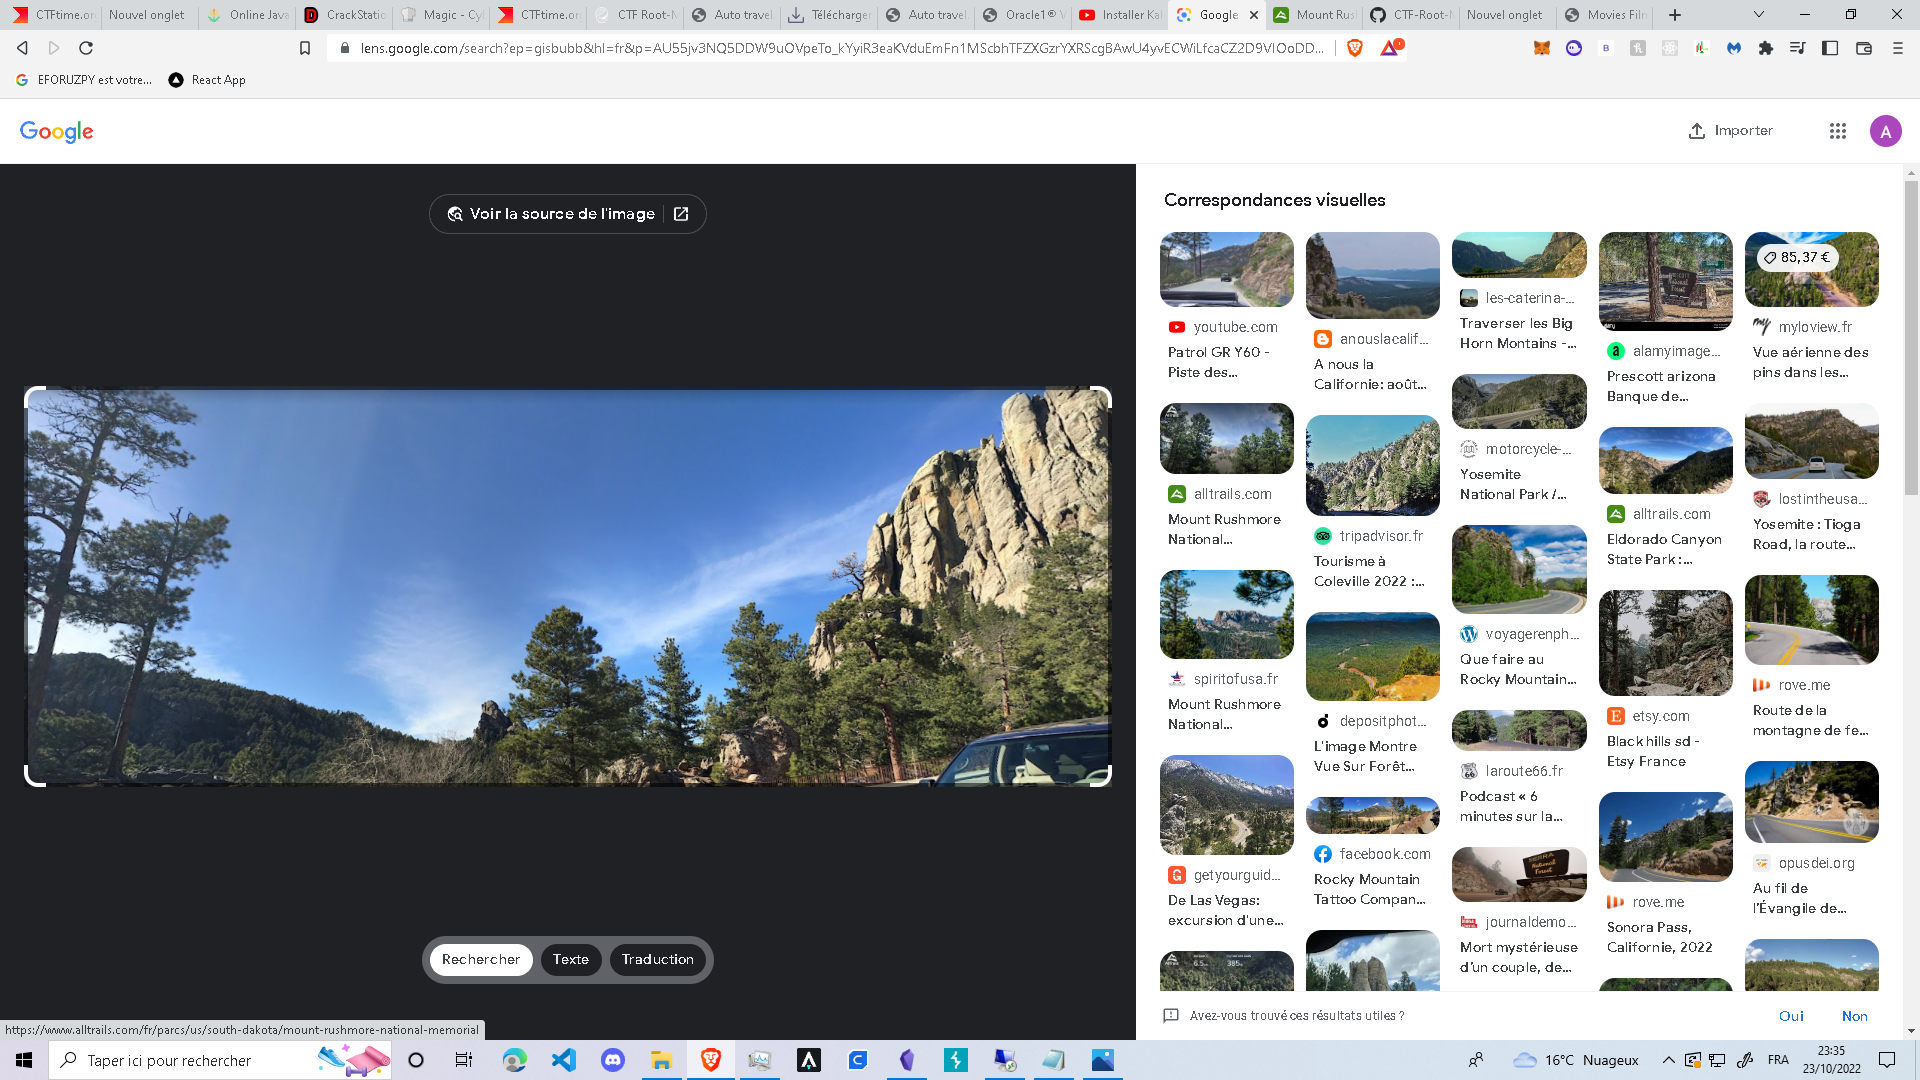 CTFtime.or
Nouvel onglet
Online Java
CrackStatio
Magic - Cyb
CTFtime.or
CTF Root-M
Auto travel
Télécharger
Auto travel
Oracle1® V
Installer Kal
Google
Mount Rush
CTF-Root-M
Nouvel onglet
Movies Film
lens.google.com/search?ep=gisbubb&hl=fr&p=
EFORUZPY est votre...
React App
Google
Importer
A
Voir la source de l'image
Rechercher
Texte
Traduction
Correspondances visuelles
youtube.com
Patrol GR Y60 -
Piste des...
alltrails.com
Mount Rushmore
National...
spiritofusa.fr
Mount Rushmore
National...
getyourguid...
De Las Vegas:
excursion d'une...
anouslacalif...
A nous la
Californie: août...
tripadvisor.fr
Tourisme à
Coleville 2022 :...
depositphot...
L'image Montre
Vue Sur Forêt...
facebook.com
Rocky Mountain
Tattoo Compan...
les-caterina-...
Traverser les Big
Horn Montains -...
motorcycle-...
Yosemite
National Park /...
voyagerenph...
Que faire au
Rocky Mountain...
laroute66.fr
Podcast « 6
minutes sur la...
journaldemo...
Mort mystérieuse
d’un couple, de...
alamyimage...
Prescott arizona
Banque de...
alltrails.com
Eldorado Canyon
State Park :...
etsy.com
Black hills sd -
Etsy France
rove.me
Sonora Pass,
Californie, 2022
85,37 €
myloview.fr
Vue aérienne des
pins dans les...
lostintheusa...
Yosemite : Tioga
Road, la route...
rove.me
Route de la
montagne de fe...
opusdei.org
Au fil de
l’Évangile de...
Avez-vous trouvé ces résultats utiles ?
Oui
Non
https://www.alltrails.com/fr/parcs/us/south-dakota/mount-rushmore-national-memorial
Taper ici pour rechercher
16°C Nuageux
FRA
23:35
23/10/2022